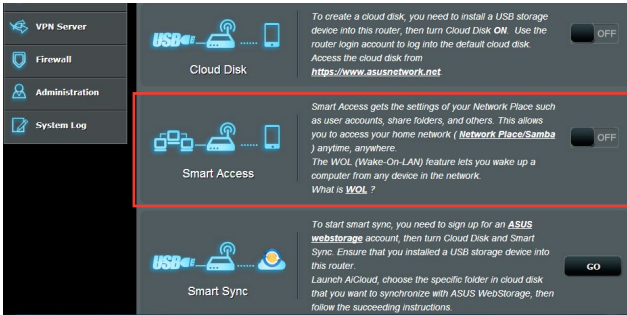 VPN Server
Firewall
Administration
System Log
USB
Cloud Disk
To create a cloud disk, you need to install a USB storage
device into this router, then turn Cloud Disk ON. Use the
router login account to log into the default cloud disk.
Access the cloud disk from
https://www.asusnetwork.net.
OFF
Smart Access
Smart Access gets the settings of your Network Place such
as user accounts, share folders, and others. This allows
you to access your home network ( Network Place/Samba
) anytime, anywhere.
The WOL (Wake-On-LAN) feature lets you wake up a
computer from any device in the network.
What is WOL ?
OFF
USB
Smart Sync
To start smart sync, you need to sign up for an ASUS
webstorage account, then turn Cloud Disk and Smart
Sync. Ensure that you installed a USB storage device into
this router.
Launch AiCloud, choose the specific folder in cloud disk
that you want to synchronize with ASUS WebStorage, then
follow the succeeding instructions.
GO